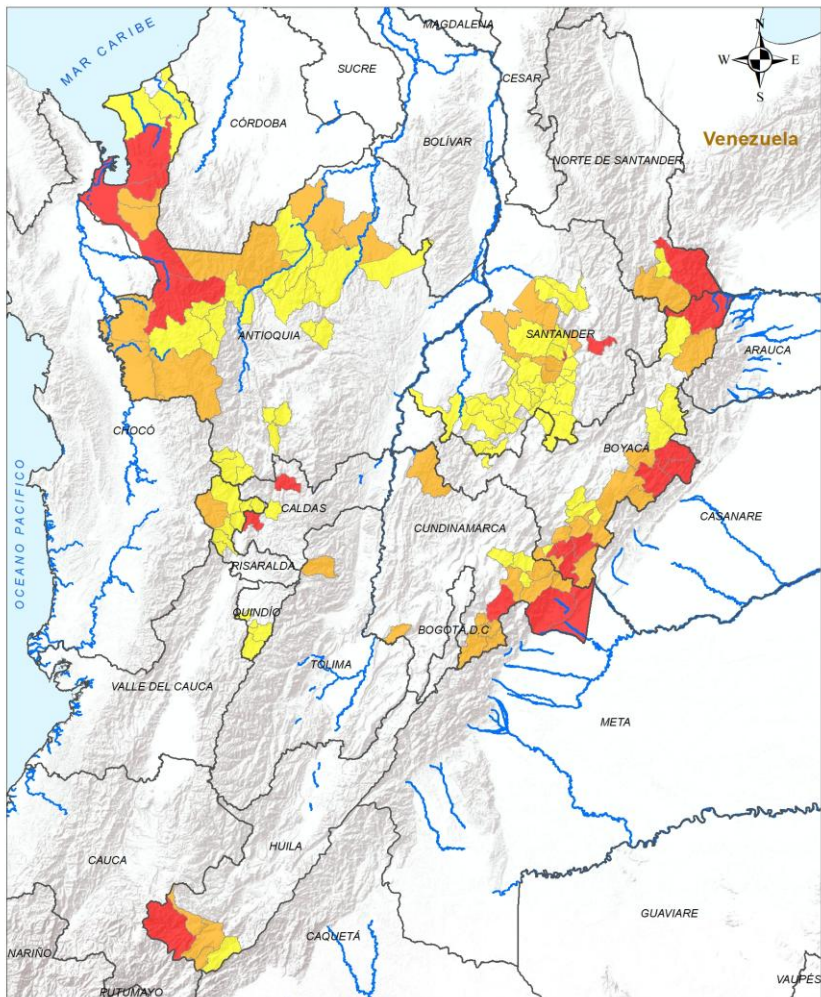 MAGDALENA
N
MAR CARIBE
SUCRE
CESAR
W
E
S
CÓRDOBA
BOLÍVAR
Venezuela
NORTE DE SANTANDER
ANTIOQUIA
SANTANDER
ARAUCA
CHOCÓ
BOYACÁ
OCEANO PACIFICO
CALDAS
CUNDINAMARCA
CASANARE
RISARALDA
QUINDÍO
BOGOTÁ,D.C
TOLIMA
VALLE DEL CAUCA
META
HUILA
CAUCA
GUAVIARE
CAQUETÁ
NARIÑO
VAUPÉS
PUTUMAYO